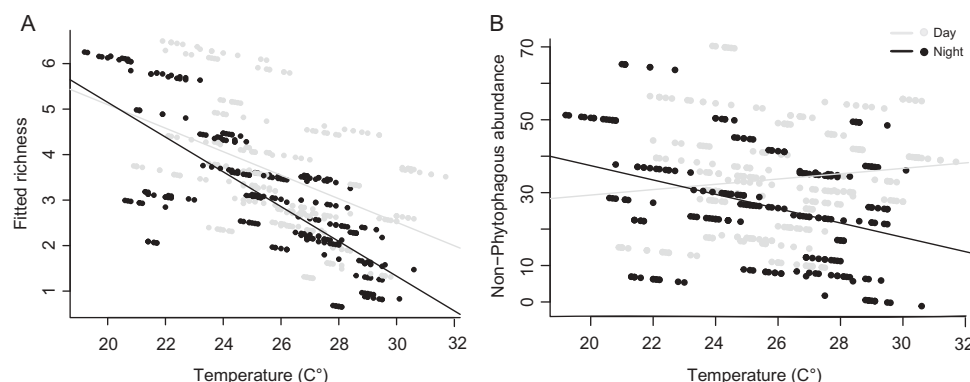 A
Fitted richness
6
5
4
3
2
1
20 22 24 26 28 30 32
Temperature (C°)
B
Non-Phytophagous abundance
70
50
30
10
0
20 22 24 26 28 30 32
Temperature (C°)
Day
Night